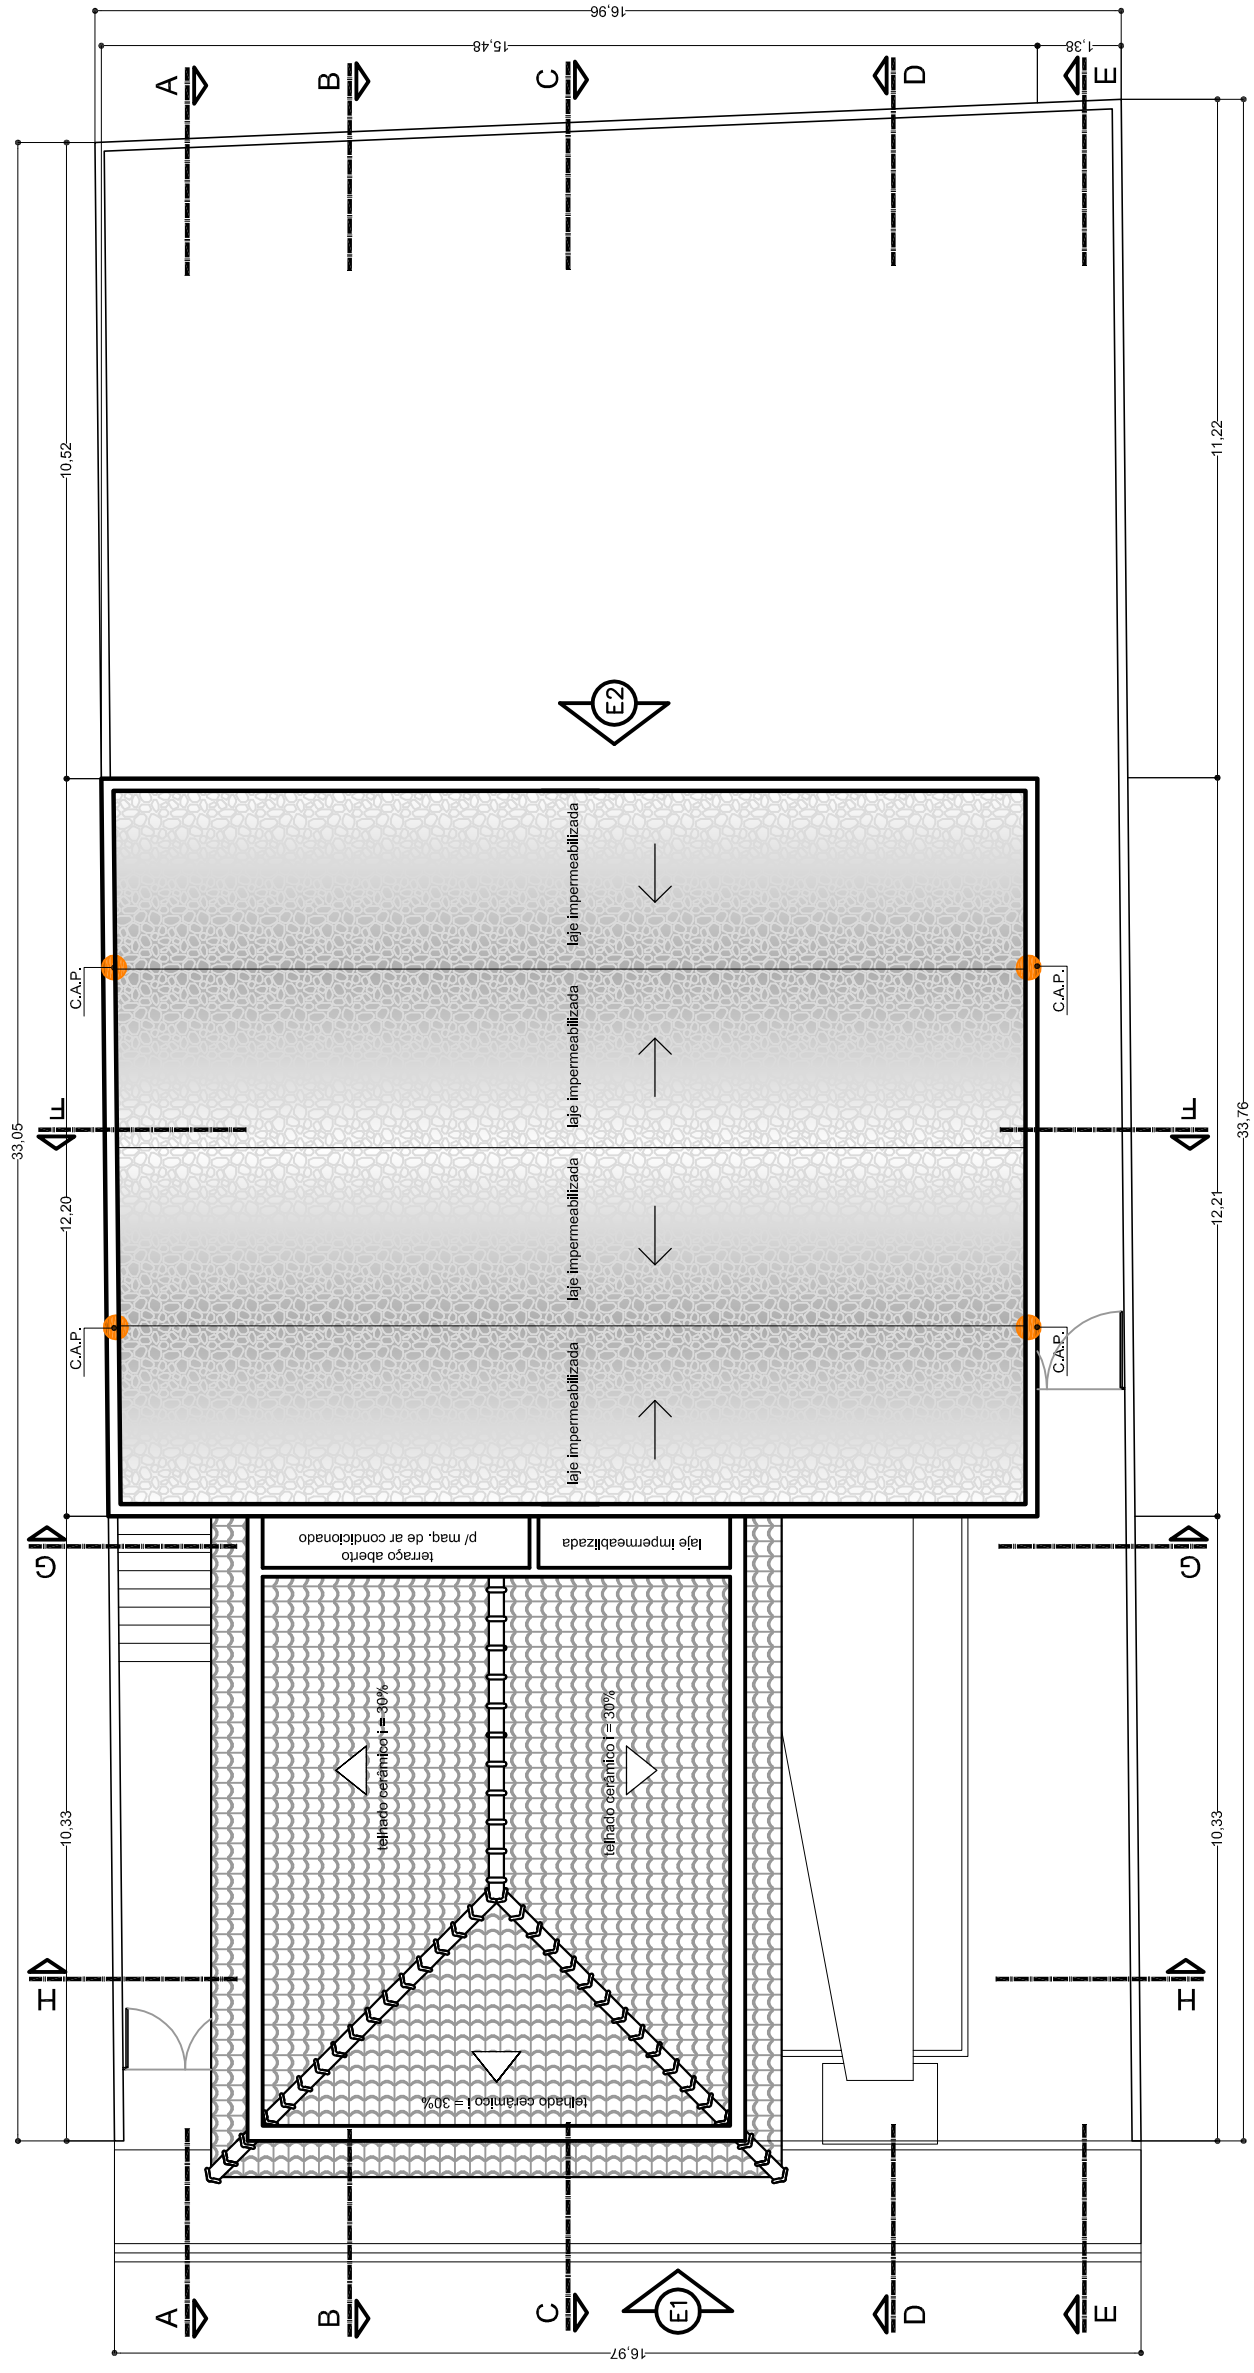 16,96
15,48
1,38
A
B
C
D
E
10,52
11,22
E2
laje impermeabilizada
C.A.P.
C.A.P.
laje impermeabilizada
F
F
33,05
33,76
12,20
12,21
laje impermeabilizada
C.A.P.
C.A.P.
laje impermeabilizada
G
G
terraço aberto
p/ maq. de ar condicionado
laje impermeabilizada
telhado cerâmico i = 30%
telhado cerâmico i = 30%
10,33
10,33
H
H
telhado cerâmico i = 30%
A
B
C
E1
D
E
16,97